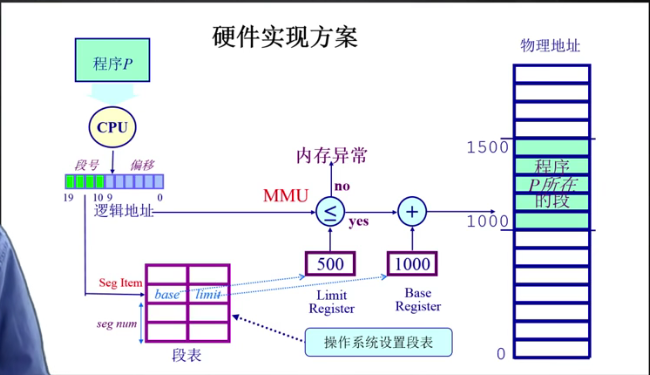 硬件实现方案
物理地址
程序P
CPU
段号 偏移
19 10 9 0
逻辑地址
内存异常
no
MMU
≤
yes
+
1500
程序
P所在
的段
1000
500
1000
Limit
Register
Base
Register
Seg Item
base limit
seg num
段表
操作系统设置段表
0